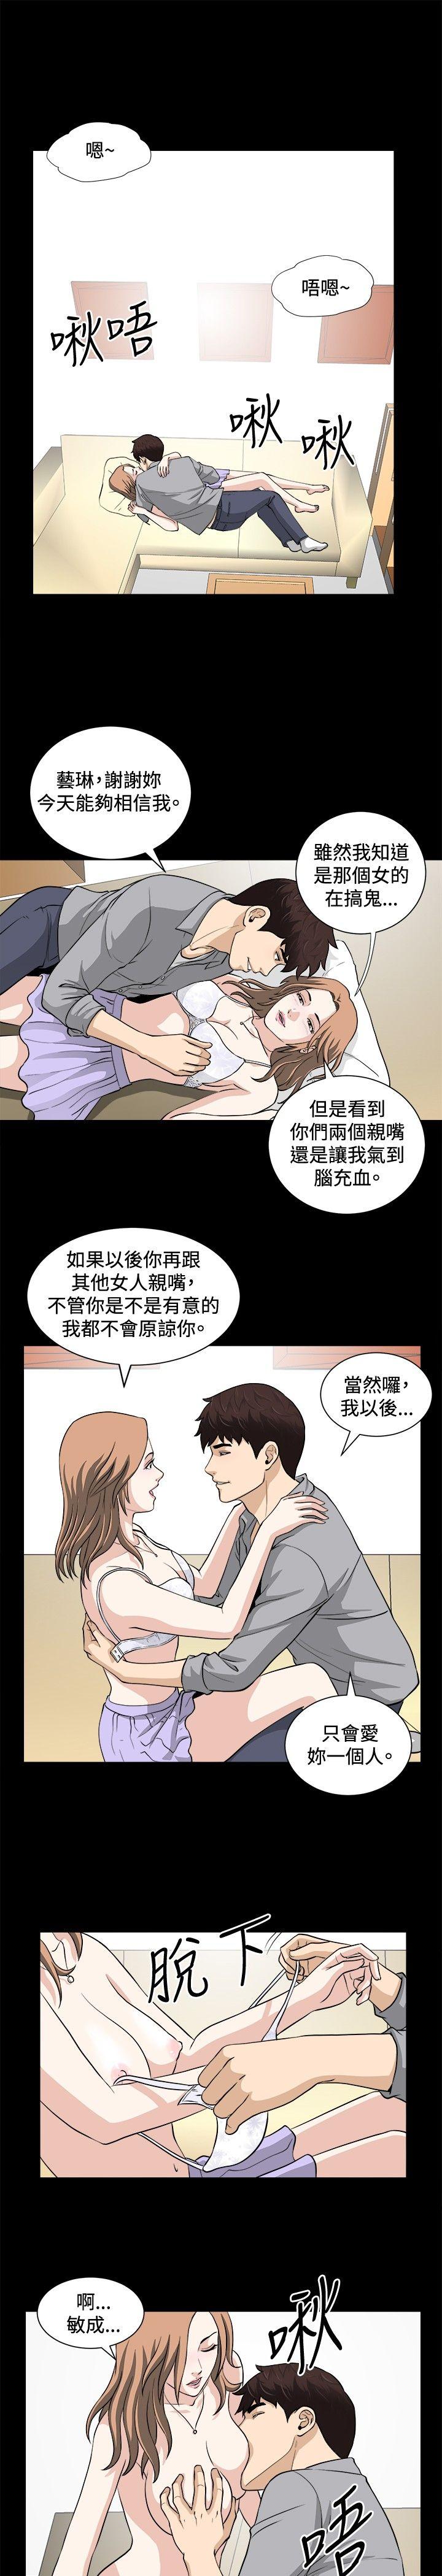 嗯~
唔嗯~
啾唔
啾
啾
藝琳，謝謝妳
今天能夠相信我。
雖然我知道
是那個女的
在搞鬼...
但是看到
你們兩個親嘴
還是讓我氣到
腦充血。
如果以後你再跟
其他女人親嘴，
不管你是不是有意的
我都不會原諒你。
當然囉，
我以後...
只會愛
妳一個人。
脫下
啊...
敏成...
啾
唔